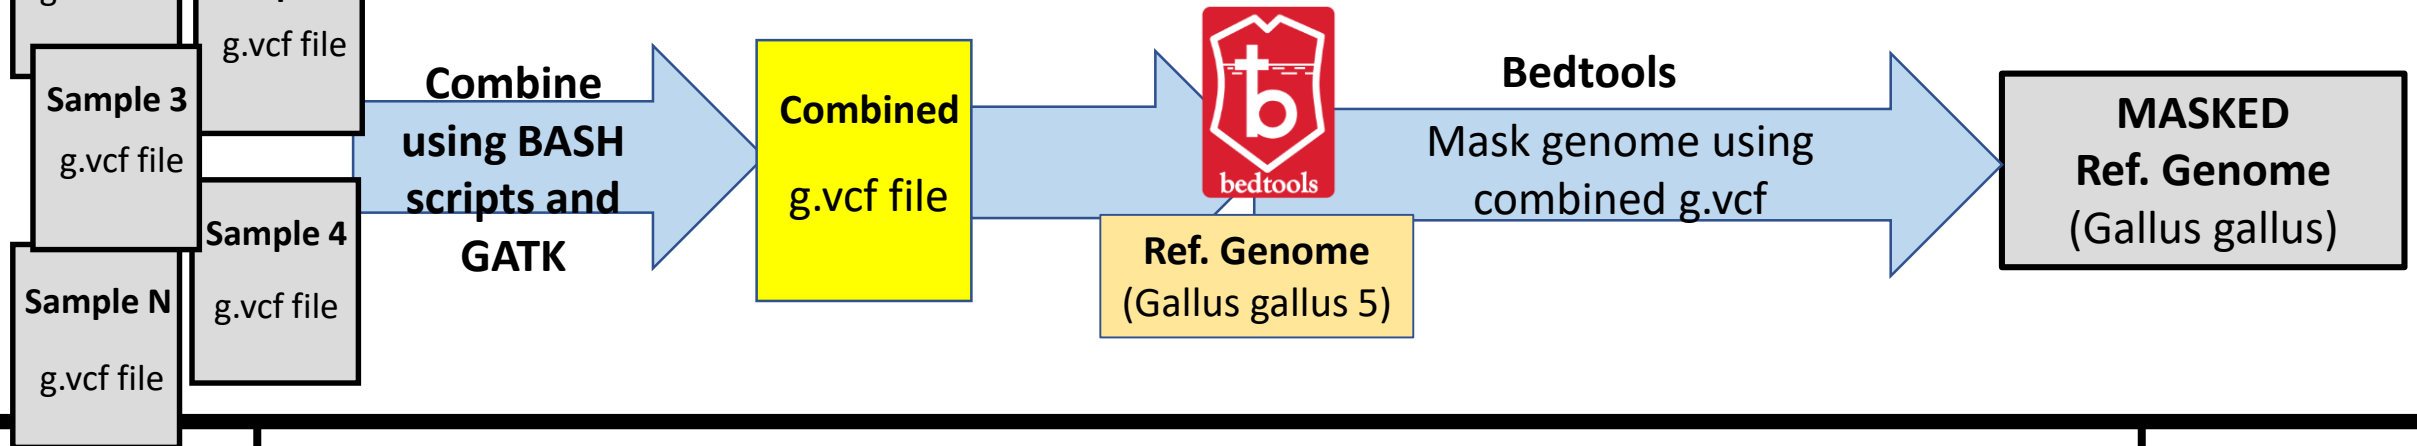 g.vcf file
Sample 3
g.vcf file
Sample 4
g.vcf file
Sample N
g.vcf file
Combine
using BASH
scripts and
GATK
Combined
g.vcf file
b
bedtools
Ref. Genome
(Gallus gallus 5)
Bedtools
Mask genome using
combined g.vcf
MASKED
Ref. Genome
(Gallus gallus)